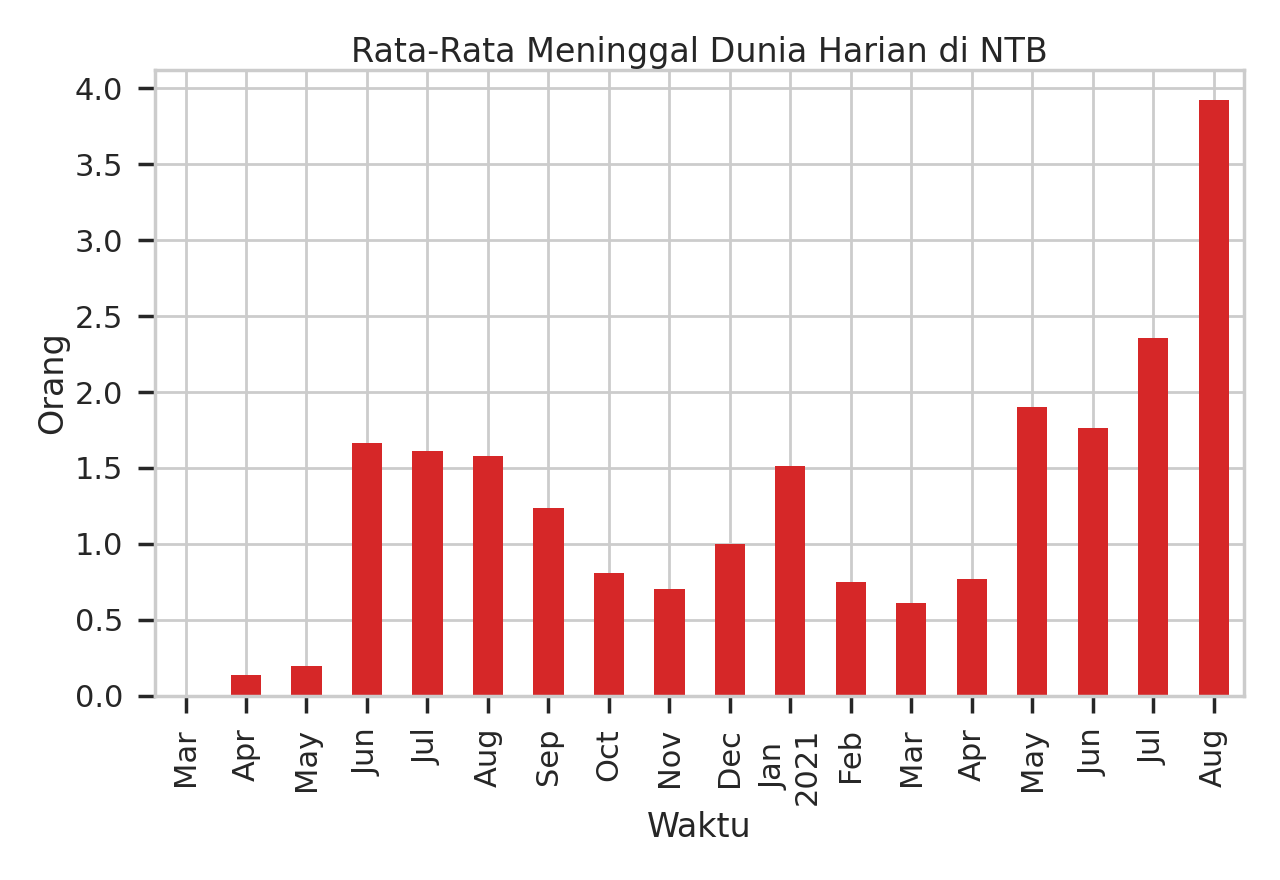 Rata-Rata Meninggal Dunia Harian di NTB
4.0
3.5
3.0
2.5
2.0
1.5
1.0
0.5
0.0
Orang
Mar
Apr
May
Jun
Jul
Aug
Sep
Oct
Nov
Dec
Jan
2021
Feb
Mar
Apr
May
Jun
Jul
Aug
Waktu